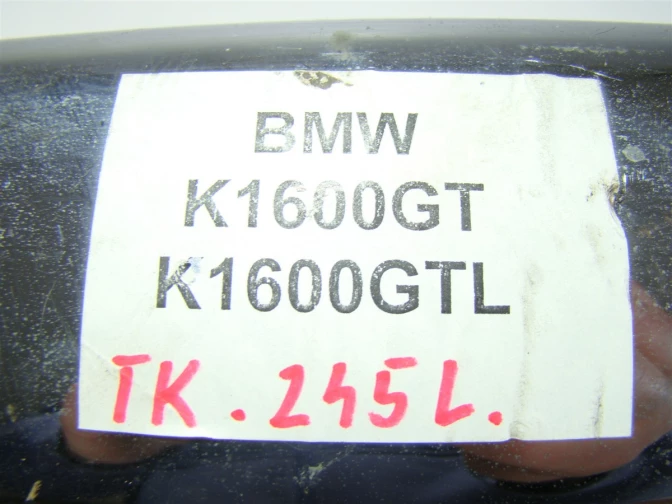 BMW
K1600GT
K1600GTL
TK. 245L.